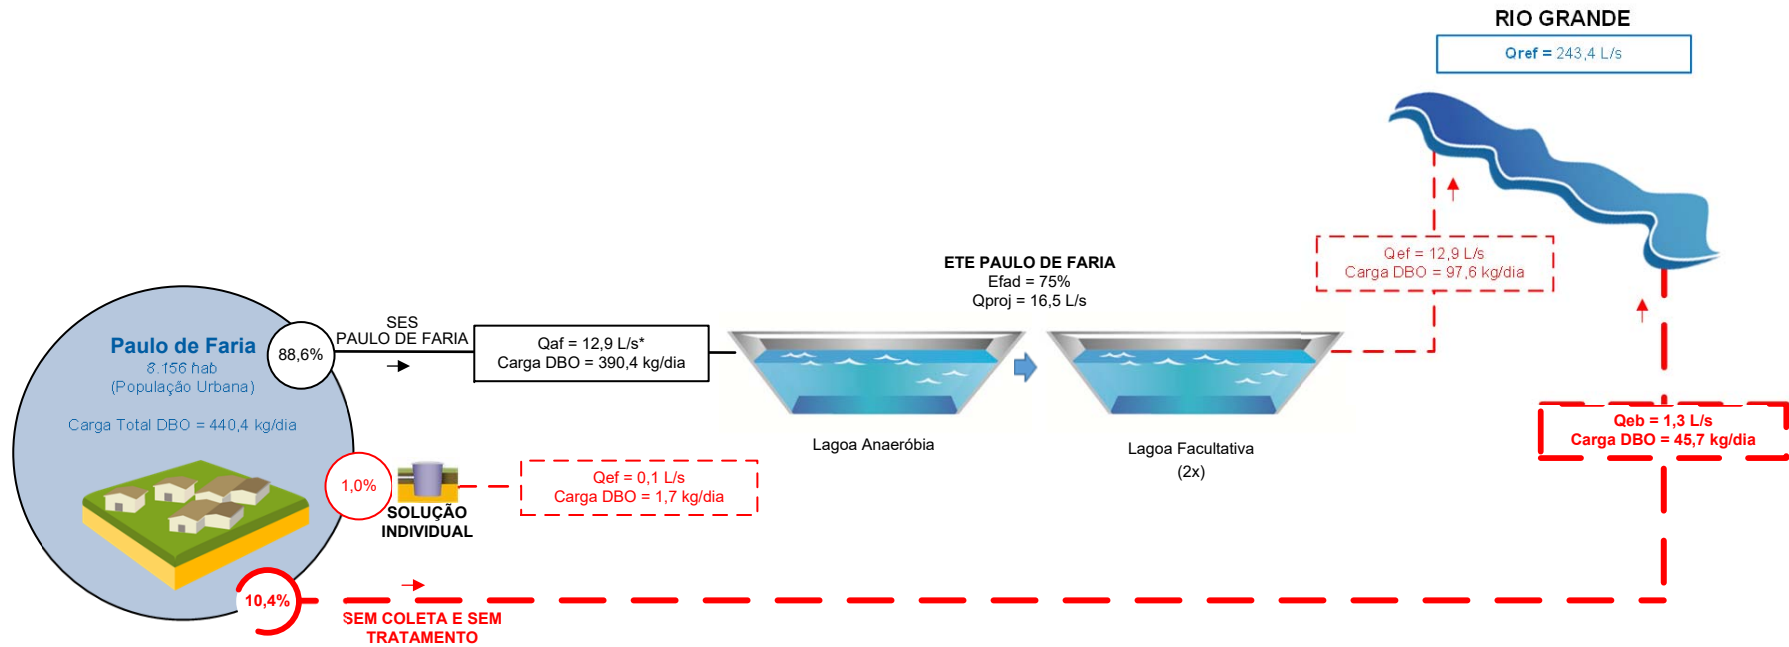 RIO GRANDE
Qref = 243,4 L/s
Qef = 12,9 L/s
Carga DBO = 97,6 kg/dia
ETE PAULO DE FARIA
Efad = 75%
Qproj = 16,5 L/s
SES
PAULO DE FARIA
88,6%
Qaf = 12,9 L/s*
Carga DBO = 390,4 kg/dia
Paulo de Faria
8.156 hab
(População Urbana)
Carga Total DBO = 440,4 kg/dia
Lagoa Anaeróbia
Lagoa Facultativa
(2x)
Qeb = 1,3 L/s
Carga DBO = 45,7 kg/dia
1,0%
Qef = 0,1 L/s
Carga DBO = 1,7 kg/dia
SOLUÇÃO
INDIVIDUAL
10,4%
SEM COLETA E SEM
TRATAMENTO